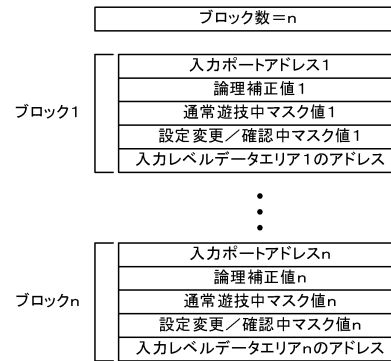 ブロック数=n
ブロック1
入力ポートアドレス1
論理補正値1
通常遊技中マスク値1
設定変更/確認中マスク値1
入力レベルデータエリア1のアドレス
ブロックn
入力ポートアドレスn
論理補正値n
通常遊技中マスク値n
設定変更/確認中マスク値n
入力レベルデータエリアnのアドレス